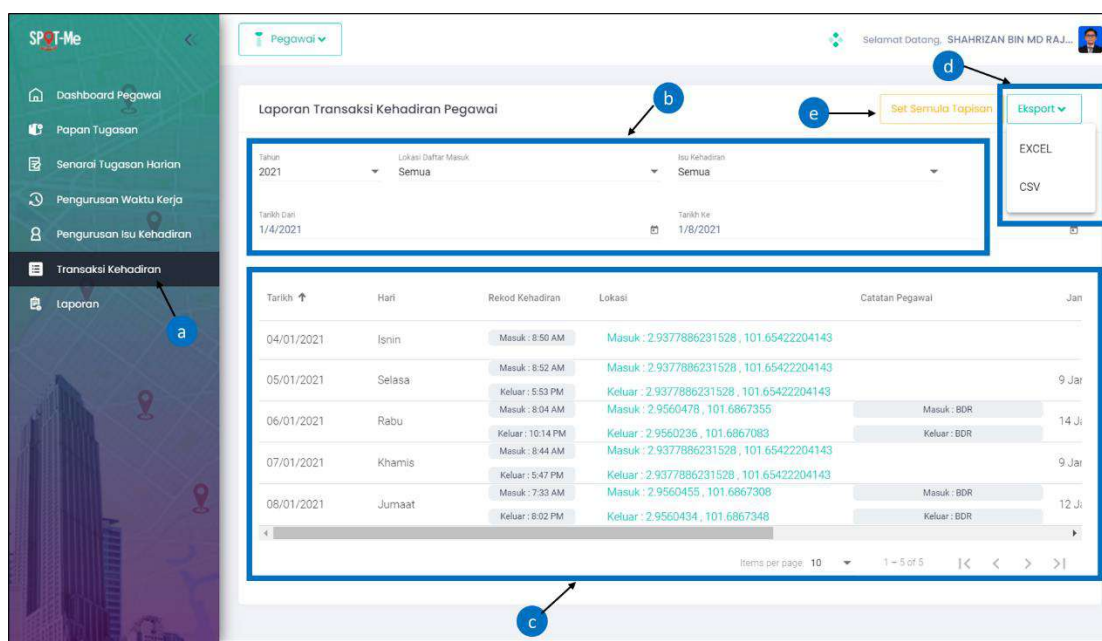 SPOT-Me
Pegawai
Selamat Datang, SHAHRIZAN BIN MD RAJ...
d
Dashboard Pegawai
Papan Tugasan
Senarai Tugasan Harian
Pengurusan Waktu Kerja
Pengurusan Isu Kehadiran
Transaksi Kehadiran
Laporan
a
Laporan Transaksi Kehadiran Pegawai
b
e
Set Semula Tapisan
Eksport
EXCEL
CSV
Tahun Lokasi Daftar Masuk Isu Kehadiran
2021 Semua Semua
Tarikh Dari Tarikh Ke
1/4/2021 1/8/2021
Tarikh Hari Rekod Kehadiran Lokasi Catatan Pegawai Jan
04/01/2021 Isnin Masuk : 8:50 AM Masuk : 2.9377886231528 , 101.65422204143
Masuk : 8:52 AM Masuk : 2.9377886231528 , 101.65422204143
05/01/2021 Selasa 9 Jar
Keluar : 5:53 PM Keluar : 2.9377886231528 , 101.65422204143
Masuk : 8:04 AM Masuk : 2.9560478 , 101.6867355 Masuk : BDR
06/01/2021 Rabu 14 Ja
Keluar : 10:14 PM Keluar : 2.9560236 , 101.6867083 Keluar : BDR
Masuk : 8:44 AM Masuk : 2.9377886231528 , 101.65422204143
07/01/2021 Khamis 9 Jar
Keluar : 5:47 PM Keluar : 2.9377886231528 , 101.65422204143
Masuk : 7:33 AM Masuk : 2.9560455 , 101.6867308 Masuk : BDR
08/01/2021 Jumaat 12 Ja
Keluar : 8:02 PM Keluar : 2.9560434 , 101.6867348 Keluar : BDR
Items per page 10 1 – 5 of 5
c